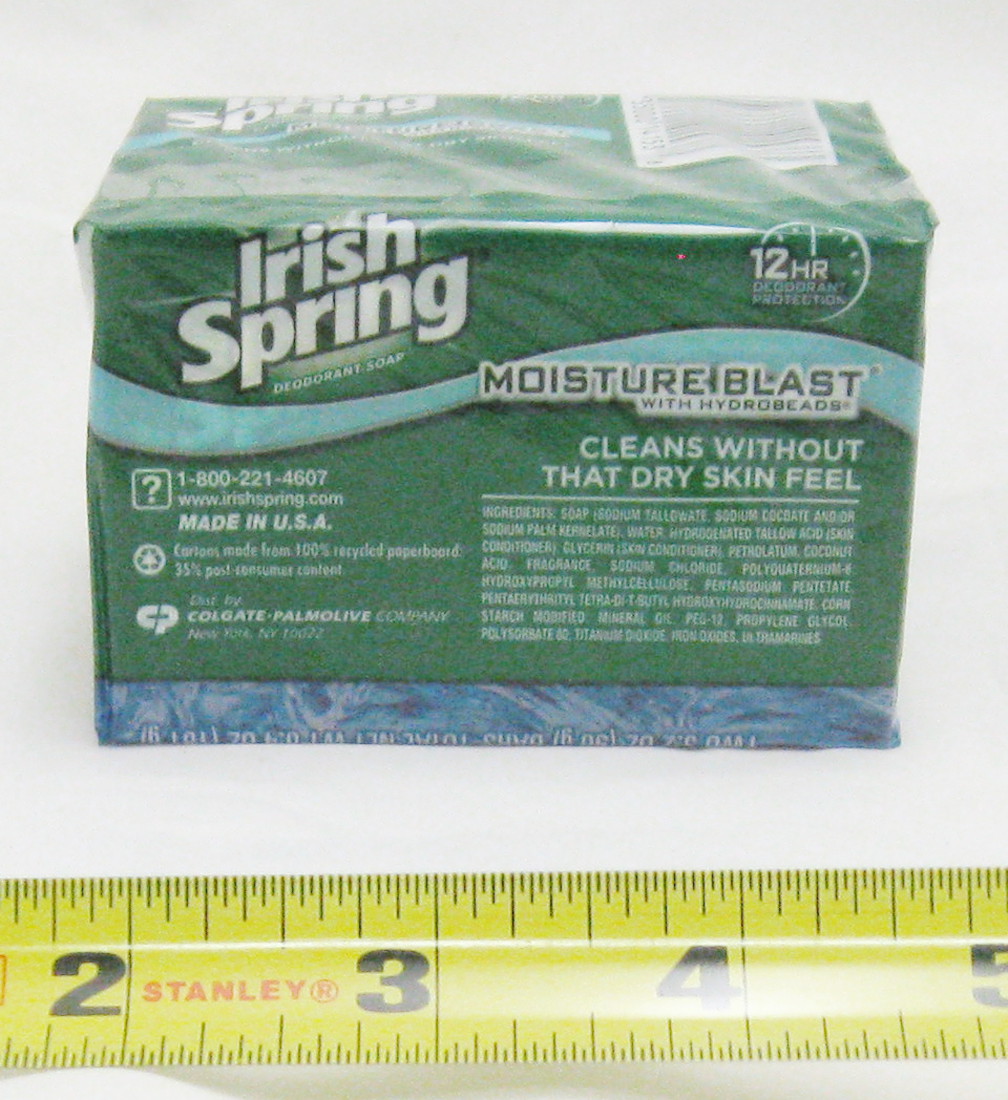 Irish
Spring
Irish
Spring
DEODORANT SOAP
12HR
DEODORANT
PROTECTION
MOISTURE BLAST
WITH HYDROBEADS®
CLEANS WITHOUT
THAT DRY SKIN FEEL
? 1-800-221-4607
www.irishspring.com
MADE IN U.S.A.
Cartons made from 100% recycled paperboard:
35% post-consumer content
Dist. by
COLGATE-PALMOLIVE COMPANY
New York, NY 10022
INGREDIENTS: SOAP (SODIUM TALLOWATE, SODIUM COCOATE AND/OR
SODIUM PALM KERNELATE), WATER, HYDROGENATED TALLOW ACID (SKIN
CONDITIONER), GLYCERIN (SKIN CONDITIONER), PETROLATUM, COCONUT
ACID, FRAGRANCE, SODIUM CHLORIDE, POLYQUATERNIUM-6
HYDROXYPROPYL METHYLCELLULOSE, PENTASODIUM PENTETATE,
PENTAERYTHRITYL TETRA-DI-T-BUTYL HYDROXYHYDROCINNAMATE, CORN
STARCH MODIFIED, MINERAL OIL, PEG-12, PROPYLENE GLYCOL,
POLYSORBATE 80, TITANIUM DIOXIDE, IRON OXIDES, ULTRAMARINES
2 STANLEY® 3 4 5